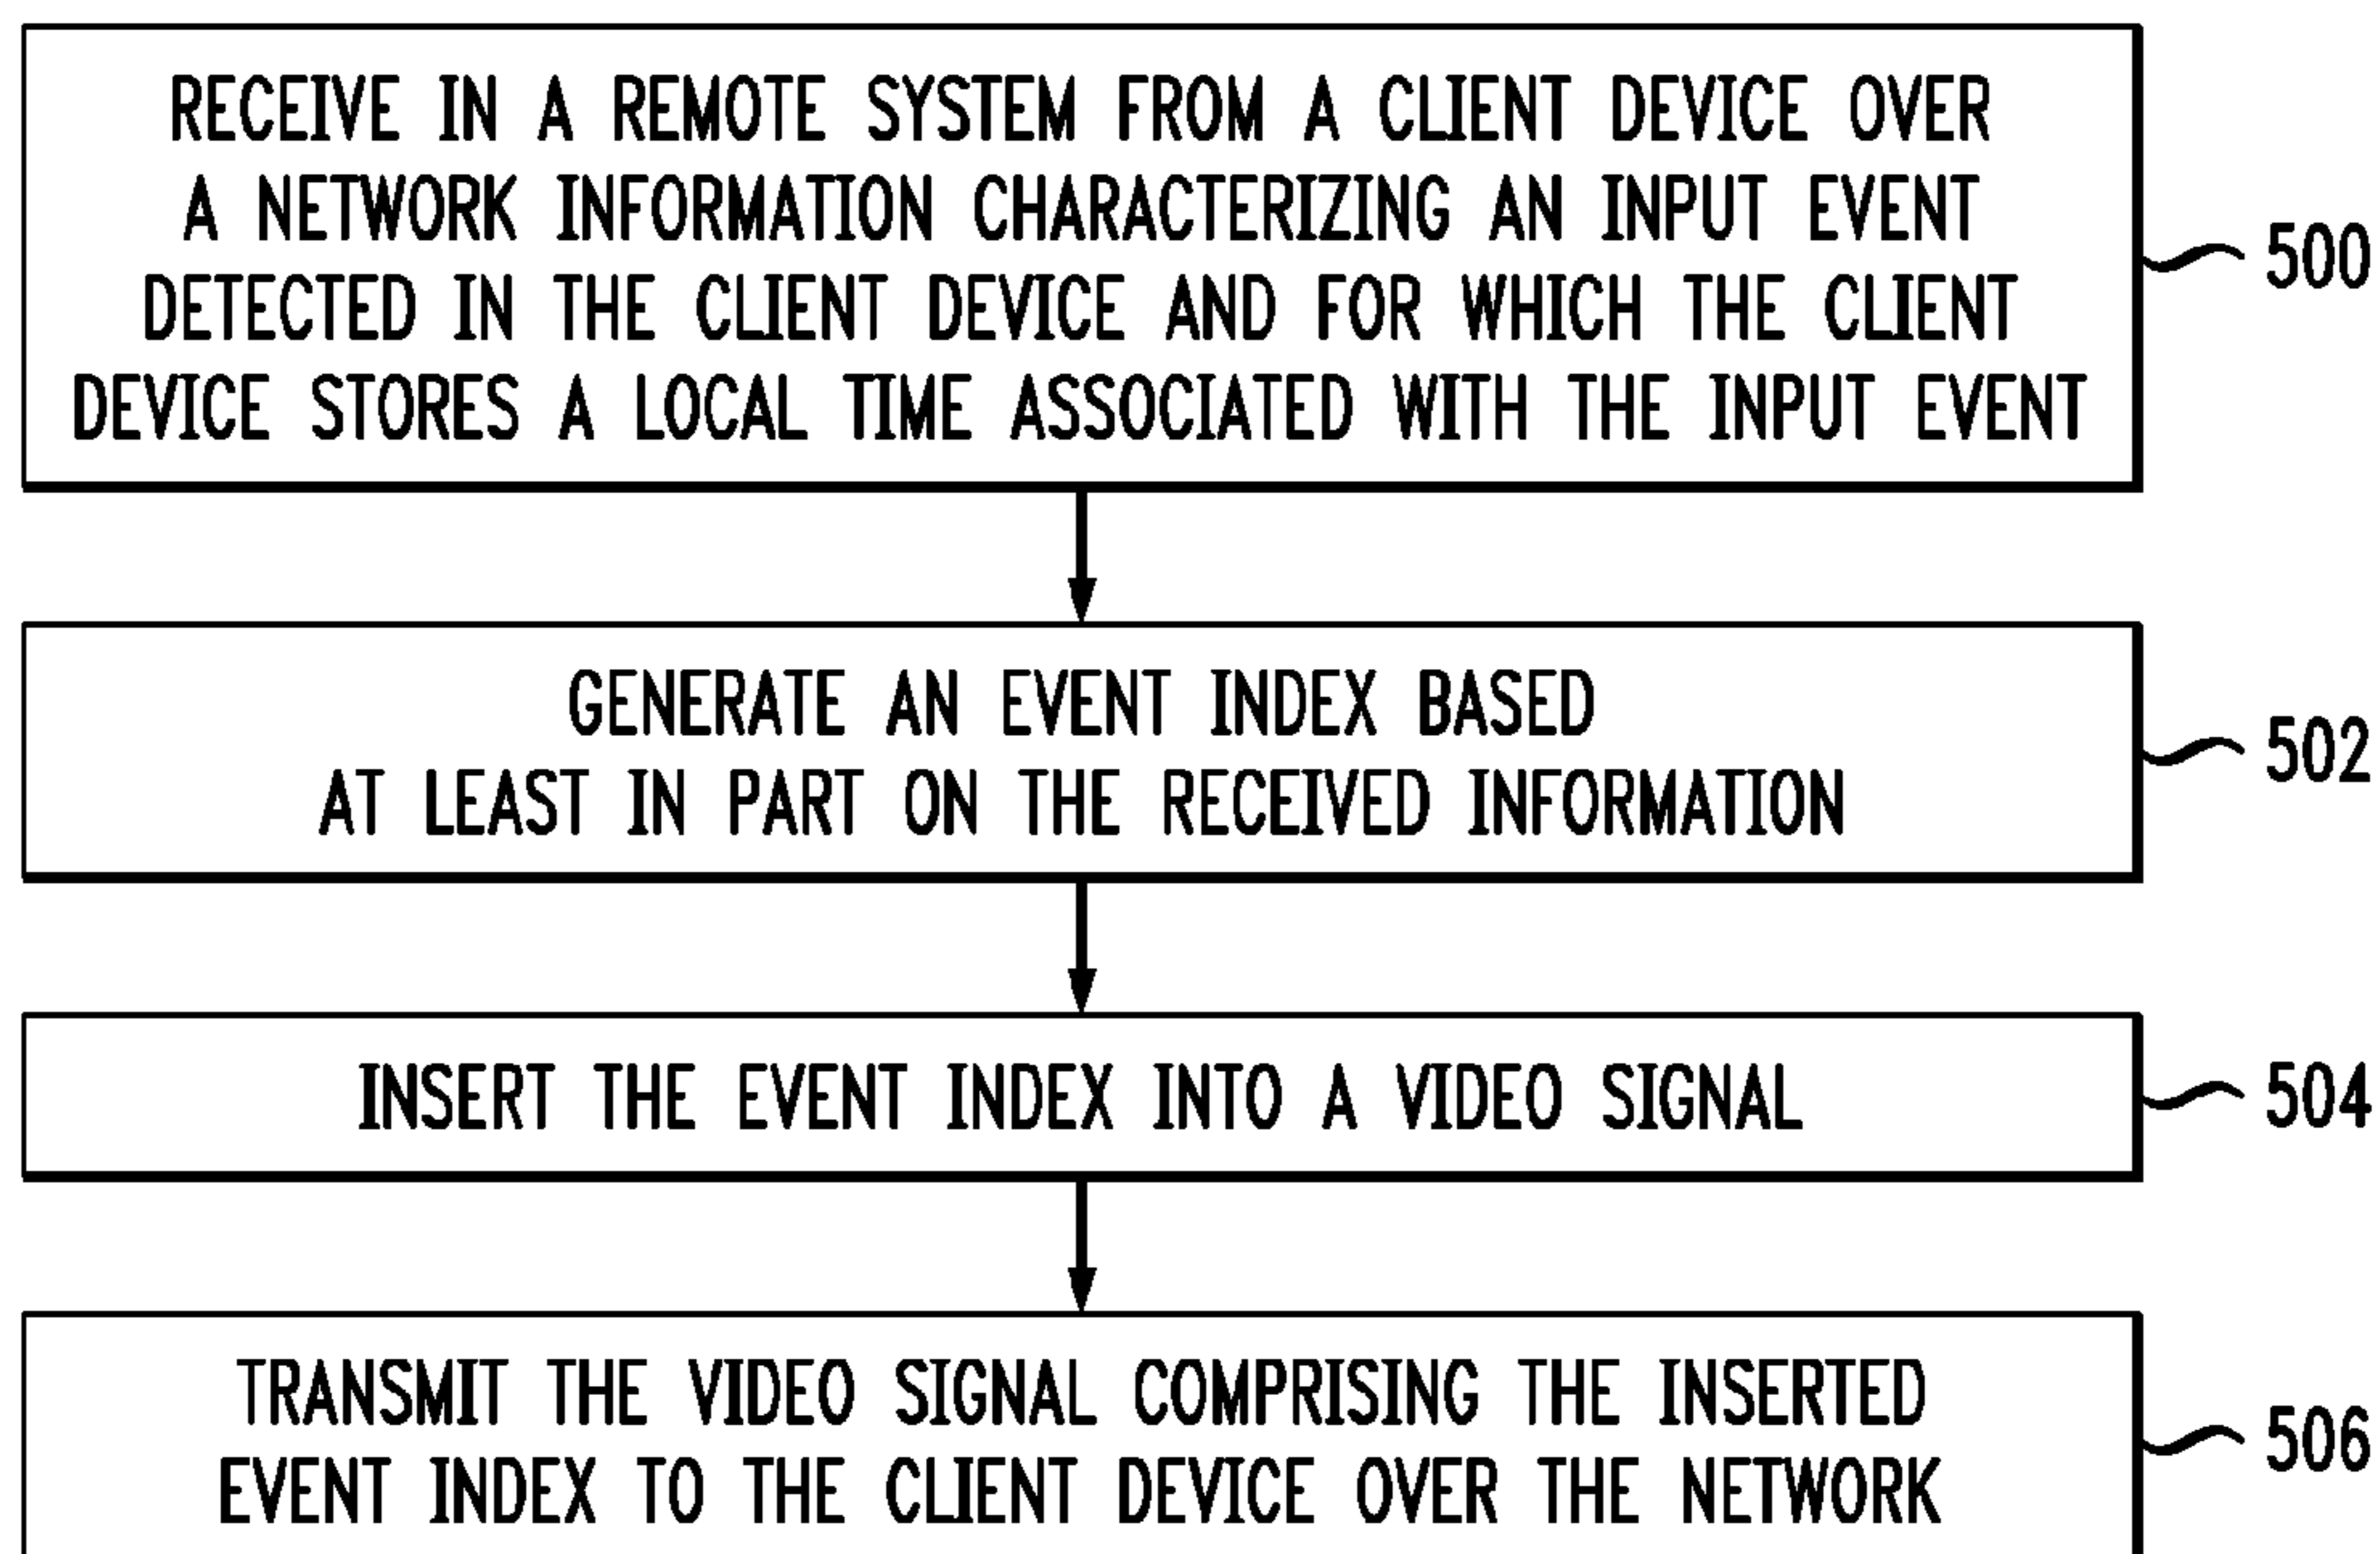 RECEIVE IN A REMOTE SYSTEM FROM A CLIENT DEVICE OVER
A NETWORK INFORMATION CHARACTERIZING AN INPUT EVENT
DETECTED IN THE CLIENT DEVICE AND FOR WHICH THE CLIENT
DEVICE STORES A LOCAL TIME ASSOCIATED WITH THE INPUT EVENT
500
GENERATE AN EVENT INDEX BASED
AT LEAST IN PART ON THE RECEIVED INFORMATION
502
INSERT THE EVENT INDEX INTO A VIDEO SIGNAL
504
TRANSMIT THE VIDEO SIGNAL COMPRISING THE INSERTED
EVENT INDEX TO THE CLIENT DEVICE OVER THE NETWORK
506